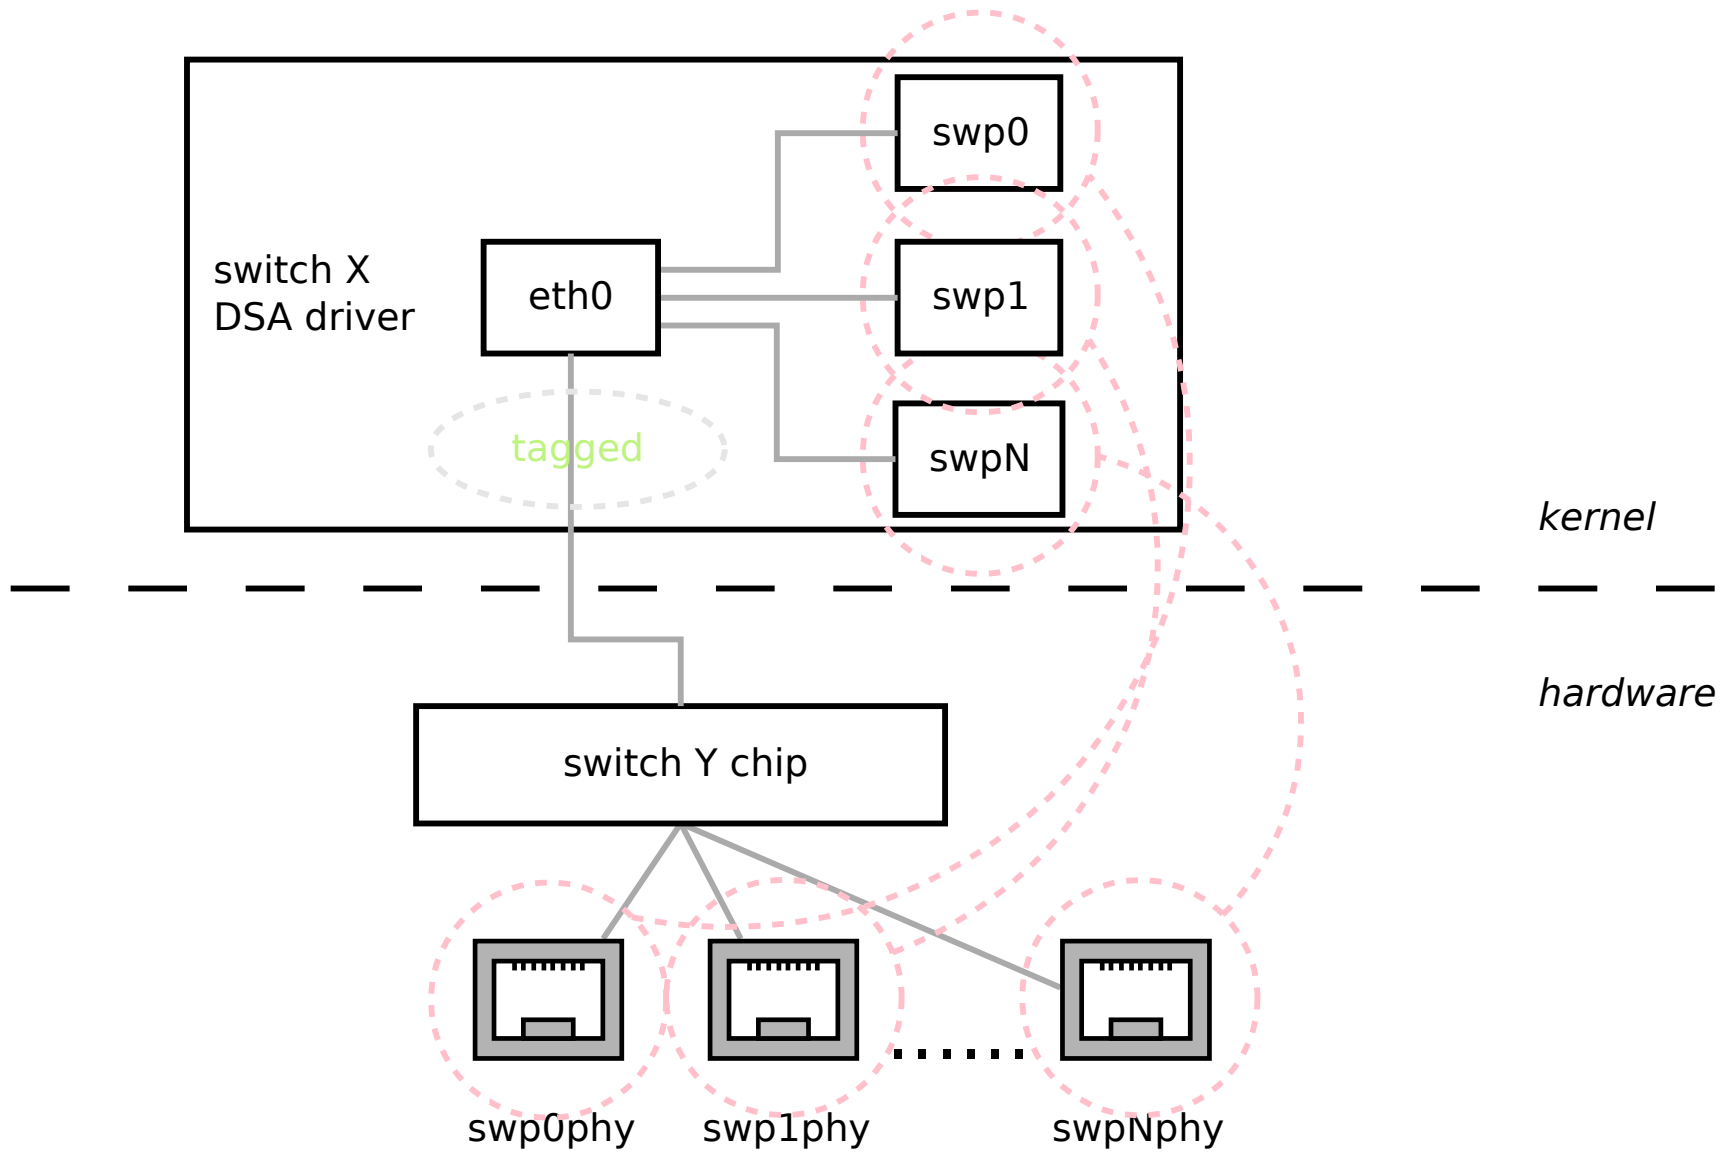 swp0
switch X
DSA driver
eth0
swp1
tagged
swpN
kernel
hardware
switch Y chip
swp0phy
swp1phy
swpNphy